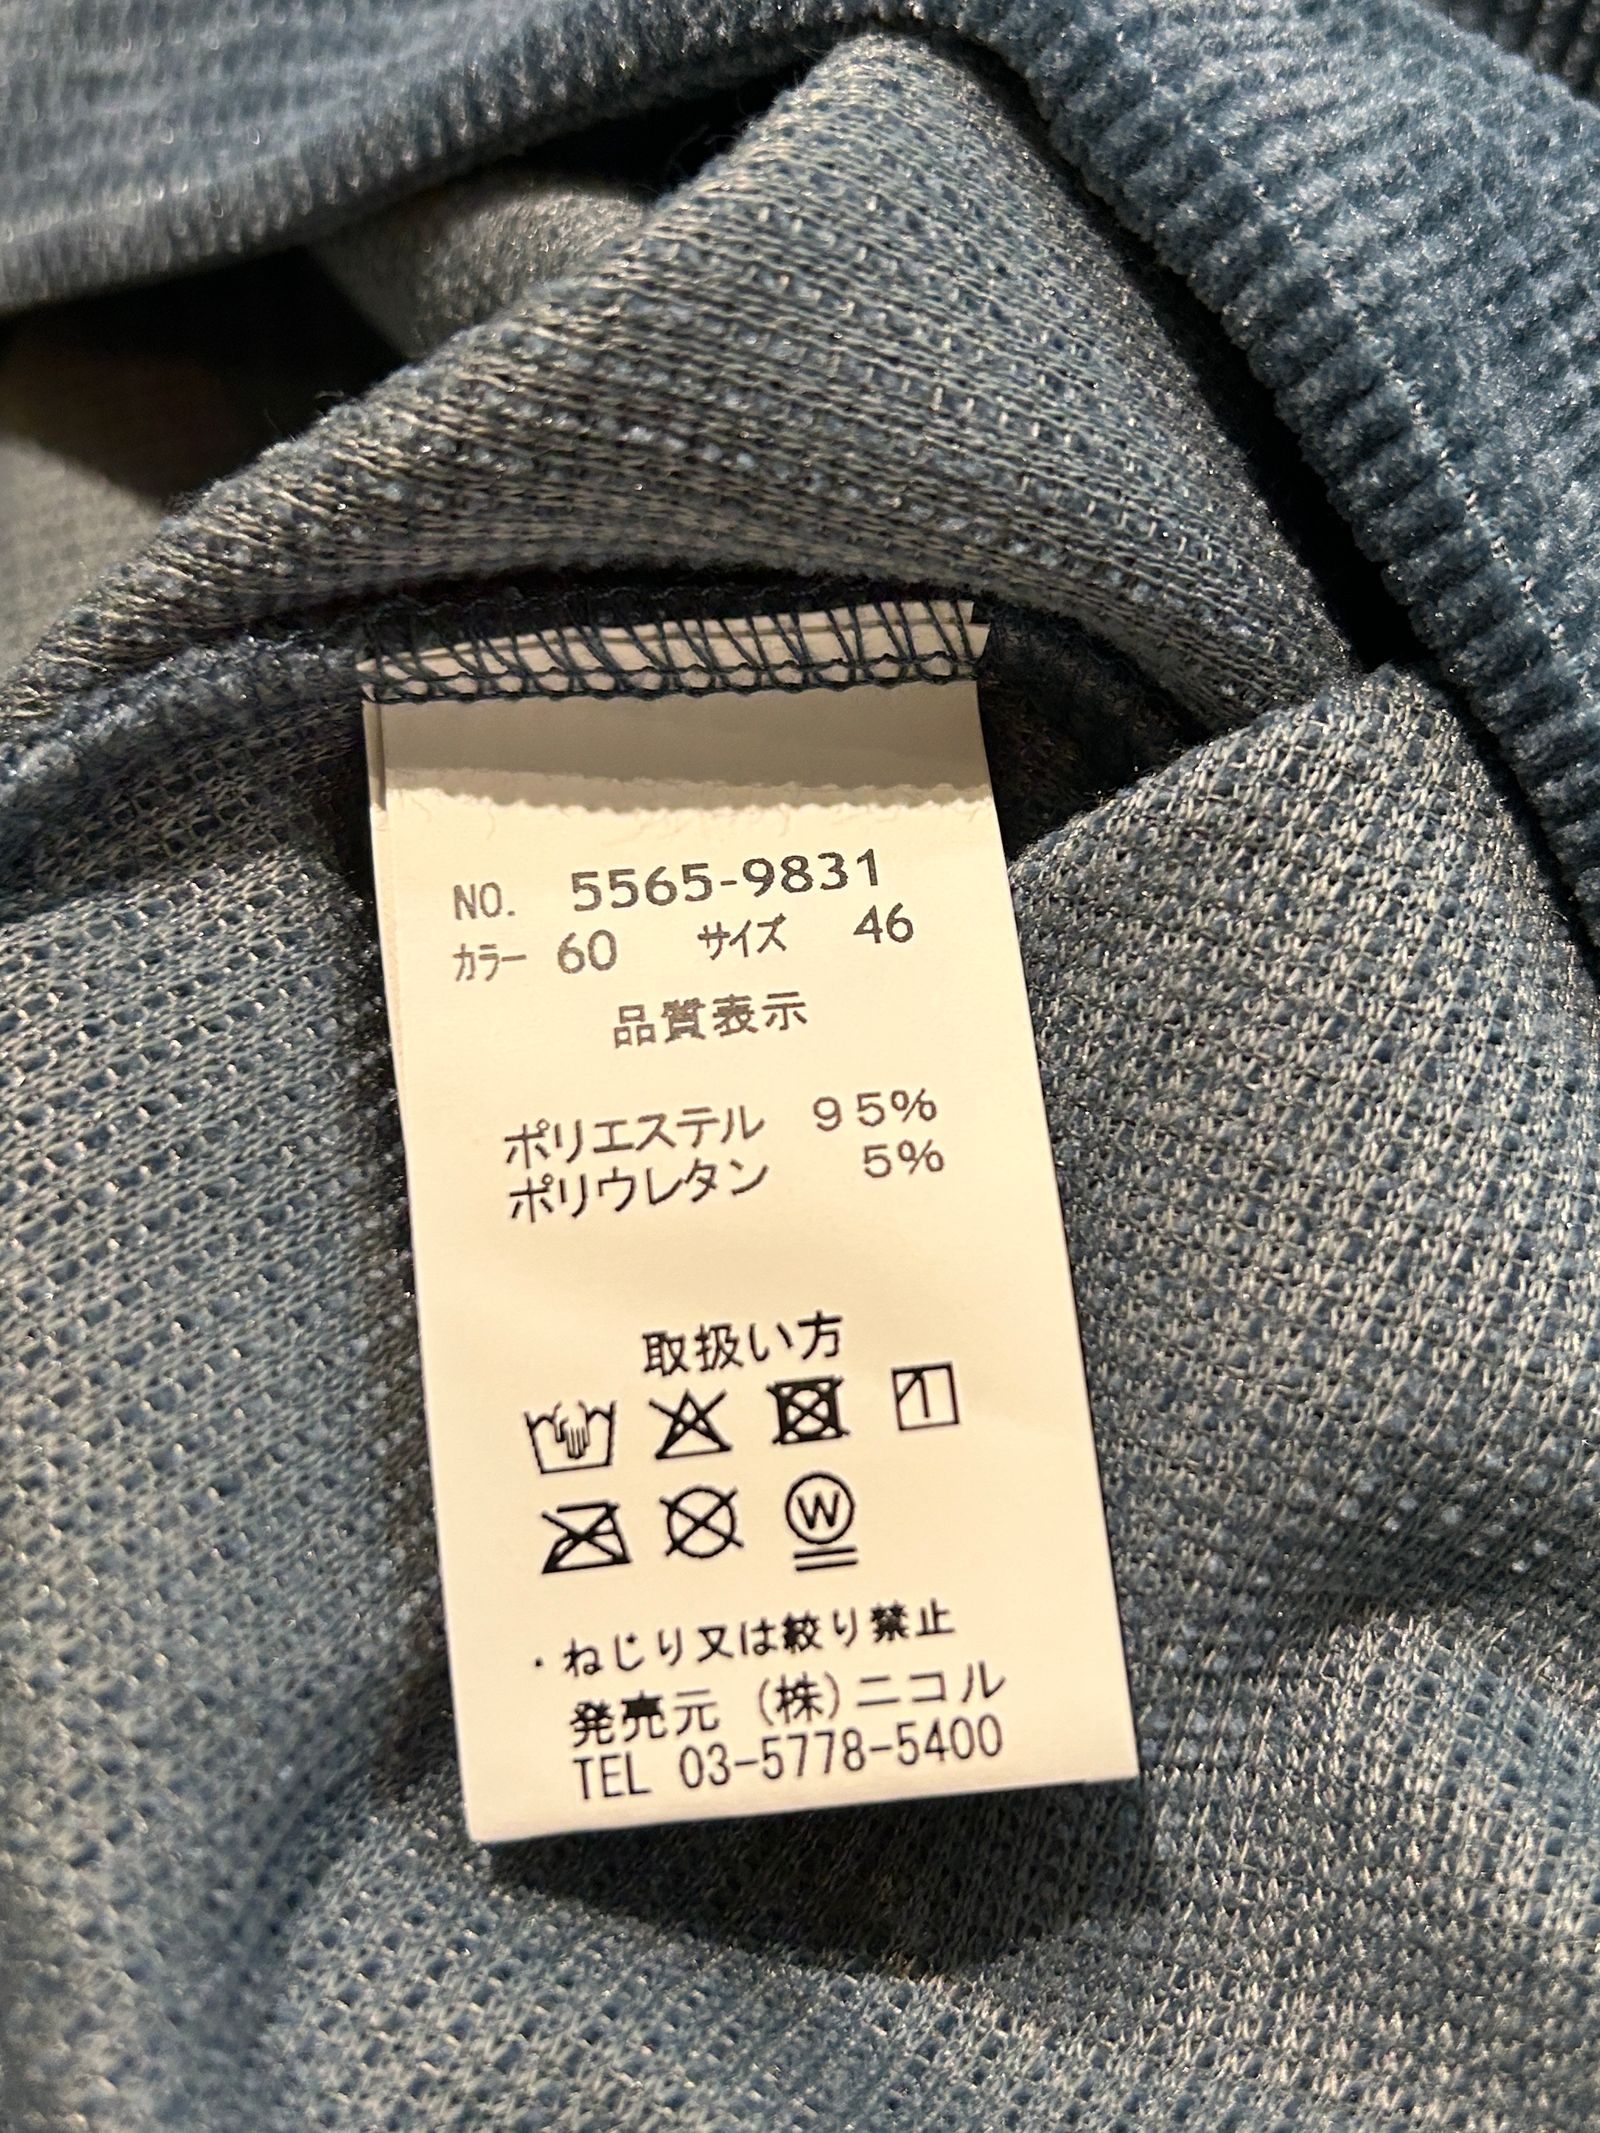 NO. 5565-9831
カラー 60 サイズ 46
品質表示
ポリエステル 95%
ポリウレタン 5%
取扱い方
W
・ねじり又は絞り禁止
発売元 (株)ニコル
TEL 03-5778-5400